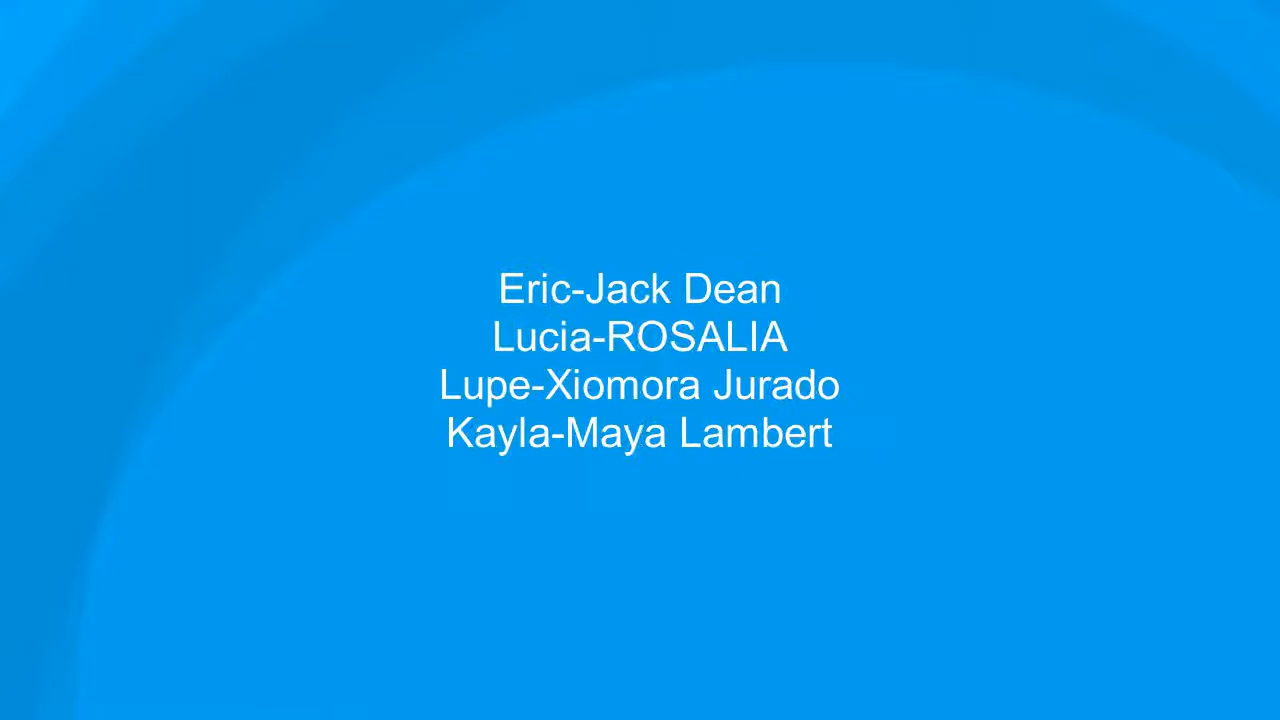 Eric-Jack Dean
Lucia-ROSALIA
Lupe-Xiomora Jurado
Kayla-Maya Lambert